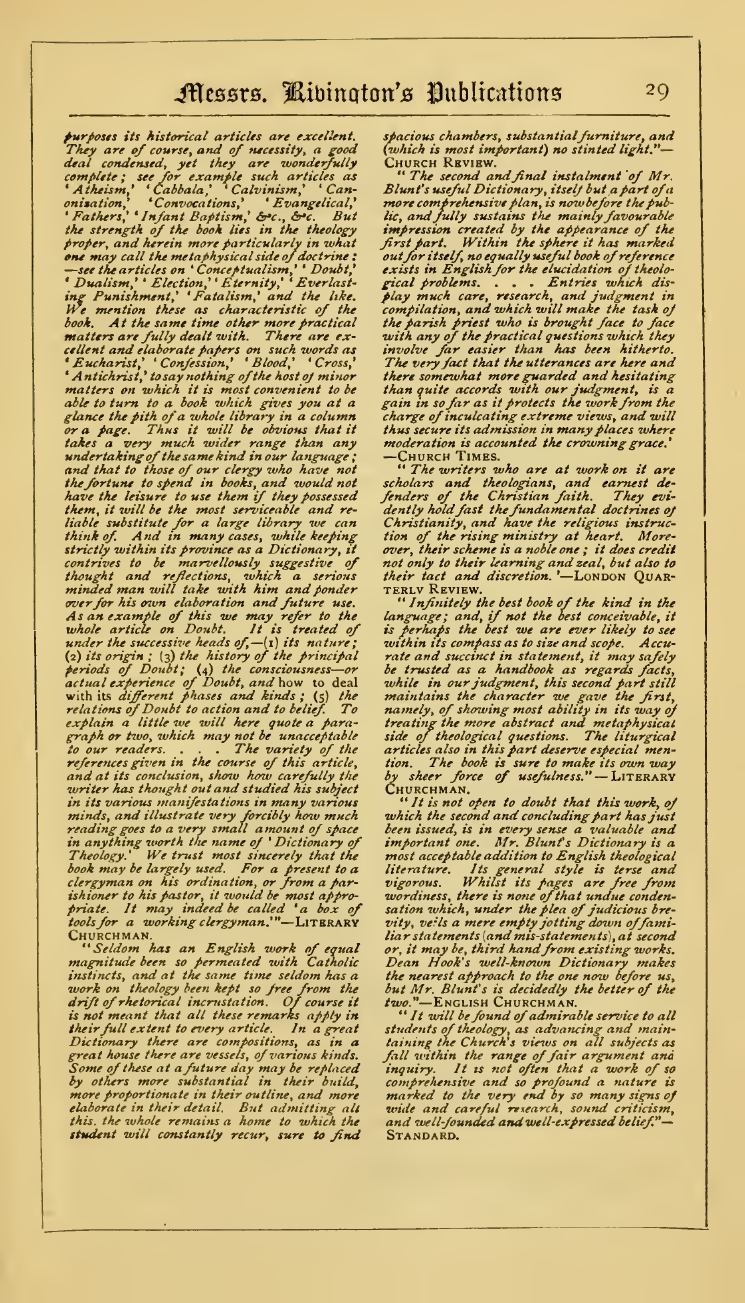 Messrs. Rivington's Publications 29
purposes its historical articles are excellent.
They are of course, and of necessity, a good
deal condensed, yet they are wonderfully
complete; see for example such articles as
'Atheism,' 'Cabbala,' 'Calvinism,' 'Can-
onisation,' 'Convocations,' 'Evangelical,'
'Fathers,' 'Infant Baptism,' &c., &c. But
the strength of the book lies in the theology
proper, and herein more particularly in what
one may call the metaphysical side of doctrine:
—see the articles on 'Conceptualism,' 'Doubt,'
'Dualism,' 'Election,' 'Eternity,' 'Everlast-
ing Punishment,' 'Fatalism,' and the like.
We mention these as characteristic of the
book. At the same time other more practical
matters are fully dealt with. There are ex-
cellent and elaborate papers on such words as
'Eucharist,' 'Confession,' 'Blood,' 'Cross,'
'Antichrist,' to say nothing of the host of minor
matters on which it is most convenient to be
able to turn to a book which gives you at a
glance the pith of a whole library in a column
or a page. Thus it will be obvious that it
takes a very much wider range than any
undertaking of the same kind in our language;
and that to those of our clergy who have not
the fortune to spend in books, and would not
have the leisure to use them if they possessed
them, it will be the most serviceable and re-
liable substitute for a large library we can
think of. And in many cases, while keeping
strictly within its province as a Dictionary, it
contrives to be marvellously suggestive of
thought and reflections, which a serious
minded man will take with him and ponder
over for his own elaboration and future use.
As an example of this we may refer to the
whole article on Doubt. It is treated of
under the successive heads of,—(1) its nature;
(2) its origin; (3) the history of the principal
periods of Doubt; (4) the consciousness—or
actual experience of Doubt, and how to deal
with its different phases and kinds; (5) the
relations of Doubt to action and to belief. To
explain a little we will here quote a para-
graph or two, which may not be unacceptable
to our readers. . . . The variety of the
references given in the course of this article,
and at its conclusion, show how carefully the
writer has thought out and studied his subject
in its various manifestations in many various
minds, and illustrate very forcibly how much
reading goes to a very small amount of space
in anything worth the name of 'Dictionary of
Theology.' We trust most sincerely that the
book may be largely used. For a present to a
clergyman on his ordination, or from a par-
ishioner to his pastor, it would be most appro-
priate. It may indeed be called 'a box of
tools for a working clergyman.'"—LITERARY
CHURCHMAN.
"Seldom has an English work of equal
magnitude been so permeated with Catholic
instincts, and at the same time seldom has a
work on theology been kept so free from the
drift of rhetorical incrustation. Of course it
is not meant that all these remarks apply in
their full extent to every article. In a great
Dictionary there are compositions, as in a
great house there are vessels, of various kinds.
Some of these at a future day may be replaced
by others more substantial in their build,
more proportionate in their outline, and more
elaborate in their detail. But admitting all
this, the whole remains a home to which the
student will constantly recur, sure to find
spacious chambers, substantial furniture, and
(which is most important) no stinted light."—
CHURCH REVIEW.
"The second and final instalment of Mr.
Blunt's useful Dictionary, itself but a part of a
more comprehensive plan, is now before the pub-
lic, and fully sustains the mainly favourable
impression created by the appearance of the
first part. Within the sphere it has marked
out for itself, no equally useful book of reference
exists in English for the elucidation of theolo-
gical problems. . . . Entries which dis-
play much care, research, and judgment in
compilation, and which will make the task of
the parish priest who is brought face to face
with any of the practical questions which they
involve far easier than has been hitherto.
The very fact that the utterances are here and
there somewhat more guarded and hesitating
than quite accords with our judgment, is a
gain in so far as it protects the work from the
charge of inculcating extreme views, and will
thus secure its admission in many places where
moderation is accounted the crowning grace.'
—CHURCH TIMES.
"The writers who are at work on it are
scholars and theologians, and earnest de-
fenders of the Christian faith. They evi-
dently hold fast the fundamental doctrines of
Christianity, and have the religious instruc-
tion of the rising ministry at heart. More-
over, their scheme is a noble one; it does credit
not only to their learning and zeal, but also to
their tact and discretion.'—LONDON QUAR-
TERLY REVIEW.
"Infinitely the best book of the kind in the
language; and, if not the best conceivable, it
is perhaps the best we are ever likely to see
within its compass as to size and scope. Accu-
rate and succinct in statement, it may safely
be trusted as a handbook as regards facts,
while in our judgment, this second part still
maintains the character we gave the first,
namely, of showing most ability in its way of
treating the more abstract and metaphysical
side of theological questions. The liturgical
articles also in this part deserve especial men-
tion. The book is sure to make its own way
by sheer force of usefulness."—LITERARY
CHURCHMAN.
"It is not open to doubt that this work, of
which the second and concluding part has just
been issued, is in every sense a valuable and
important one. Mr. Blunt's Dictionary is a
most acceptable addition to English theological
literature. Its general style is terse and
vigorous. Whilst its pages are free from
wordiness, there is none of that undue conden-
sation which, under the plea of judicious bre-
vity, veils a mere empty jotting down of fami-
liar statements (and mis-statements), at second
or, it may be, third hand from existing works.
Dean Hook's well-known Dictionary makes
the nearest approach to the one now before us,
but Mr. Blunt's is decidedly the better of the
two."—ENGLISH CHURCHMAN.
"It will be found of admirable service to all
students of theology, as advancing and main-
taining the Church's views on all subjects as
fall within the range of fair argument and
inquiry. It is not often that a work of so
comprehensive and so profound a nature is
marked to the very end by so many signs of
wide and careful research, sound criticism,
and well-founded and well-expressed belief."—
STANDARD.